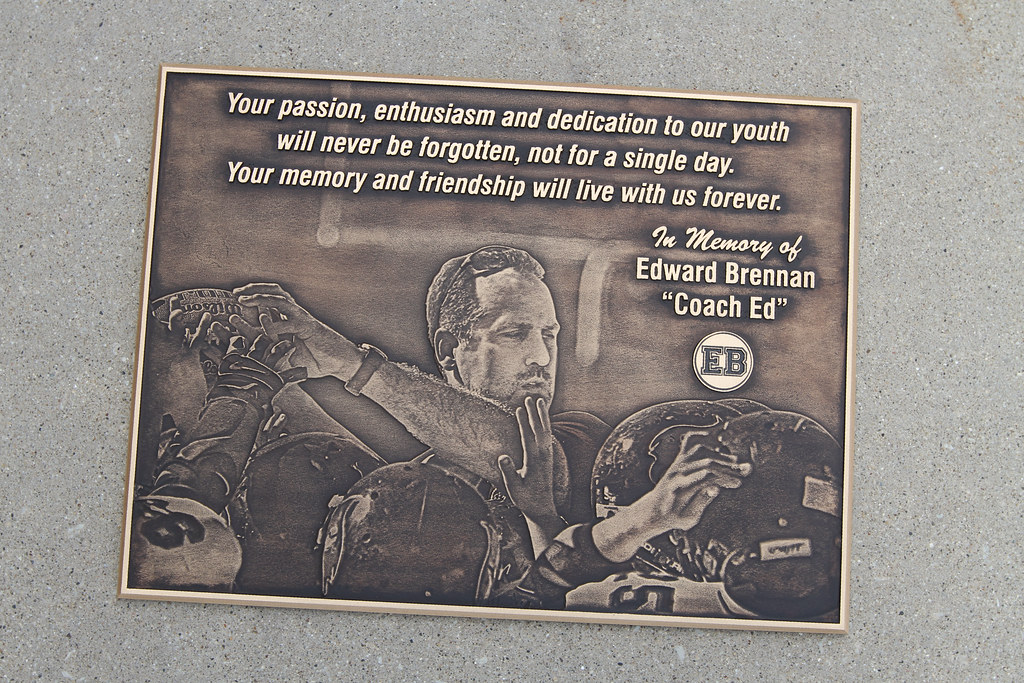 Your passion, enthusiasm and dedication to our youth
will never be forgotten, not for a single day.
Your memory and friendship will live with us forever.
In Memory of
Edward Brennan
“Coach Ed”
EB